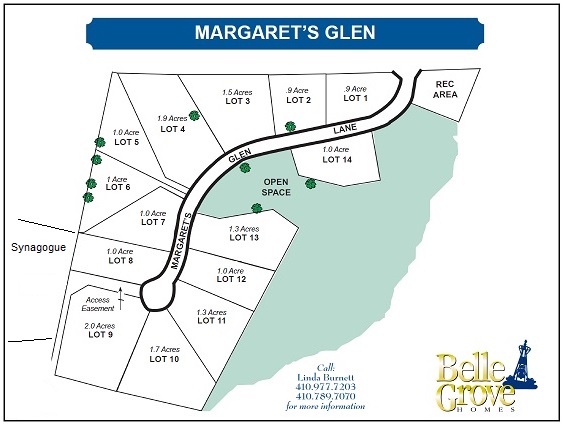 MARGARET'S GLEN
1.5 Acres
LOT 3
.9 Acre
LOT 2
.9 Acre
LOT 1
REC
AREA
1.9 Acres
LOT 4
1.0 Acre
LOT 5
GLEN
LANE
1.0 Acre
LOT 14
1 Acre
LOT 6
OPEN
SPACE
1.0 Acre
LOT 7
MARGARET'S
1.3 Acres
LOT 13
Synagogue
1.0 Acre
LOT 8
1.0 Acre
LOT 12
Access
Easement
1.3 Acre
LOT 11
2.0 Acres
LOT 9
1.7 Acres
LOT 10
Call:
Linda Burnett
410.977.7203
410.789.7070
for more information
Belle
Grove
HOMES